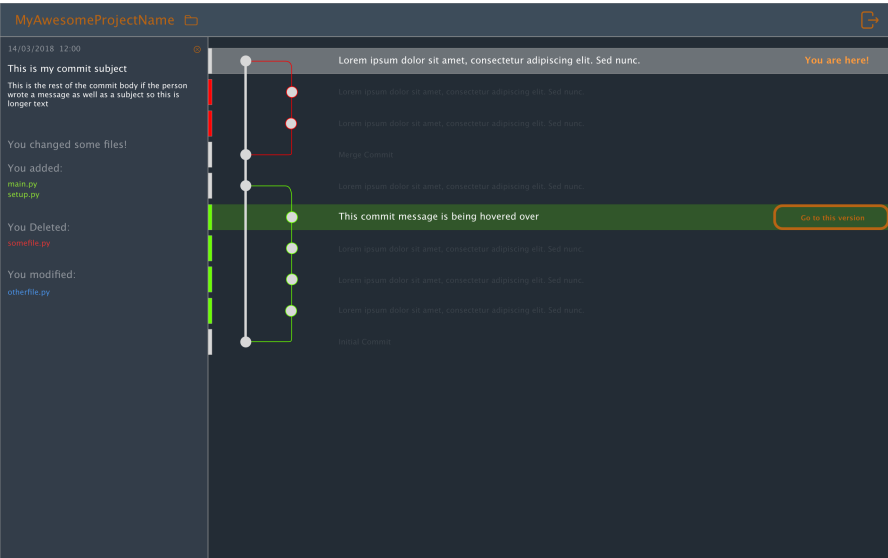 MyAwesomeProjectName
14/03/2018 12:00
This is my commit subject
This is the rest of the commit body if the person
wrote a message as well as a subject so this is
longer text
You changed some files!
You added:
main.py
setup.py
You Deleted:
somefile.py
You modified:
otherfile.py
Lorem ipsum dolor sit amet, consectetur adipiscing elit. Sed nunc. You are here!
Lorem ipsum dolor sit amet, consectetur adipiscing elit. Sed nunc.
Lorem ipsum dolor sit amet, consectetur adipiscing elit. Sed nunc.
Merge Commit
Lorem ipsum dolor sit amet, consectetur adipiscing elit. Sed nunc.
This commit message is being hovered over Go to this version
Lorem ipsum dolor sit amet, consectetur adipiscing elit. Sed nunc.
Lorem ipsum dolor sit amet, consectetur adipiscing elit. Sed nunc.
Lorem ipsum dolor sit amet, consectetur adipiscing elit. Sed nunc.
Initial Commit